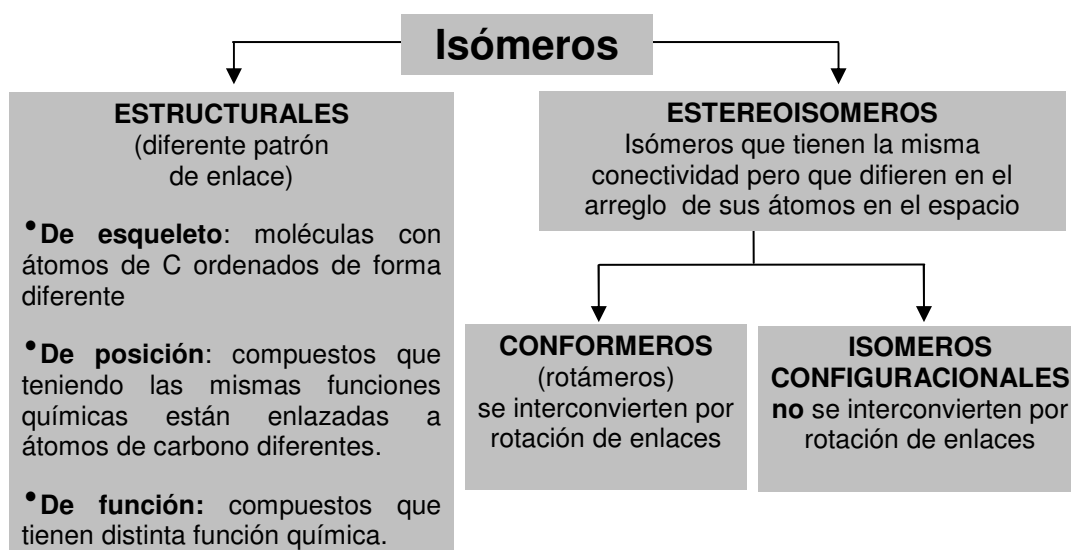 Isómeros
ESTRUCTURALES
(diferente patrón
de enlace)
•De esqueleto: moléculas con
átomos de C ordenados de forma
diferente
•De posición: compuestos que
teniendo las mismas funciones
químicas están enlazadas a
átomos de carbono diferentes.
•De función: compuestos que
tienen distinta función química.
ESTEREOISOMEROS
Isómeros que tienen la misma
conectividad pero que difieren en el
arreglo de sus átomos en el espacio
CONFORMEROS
(rotámeros)
se interconvierten por
rotación de enlaces
ISOMEROS
CONFIGURACIONALES
no se interconvierten por
rotación de enlaces